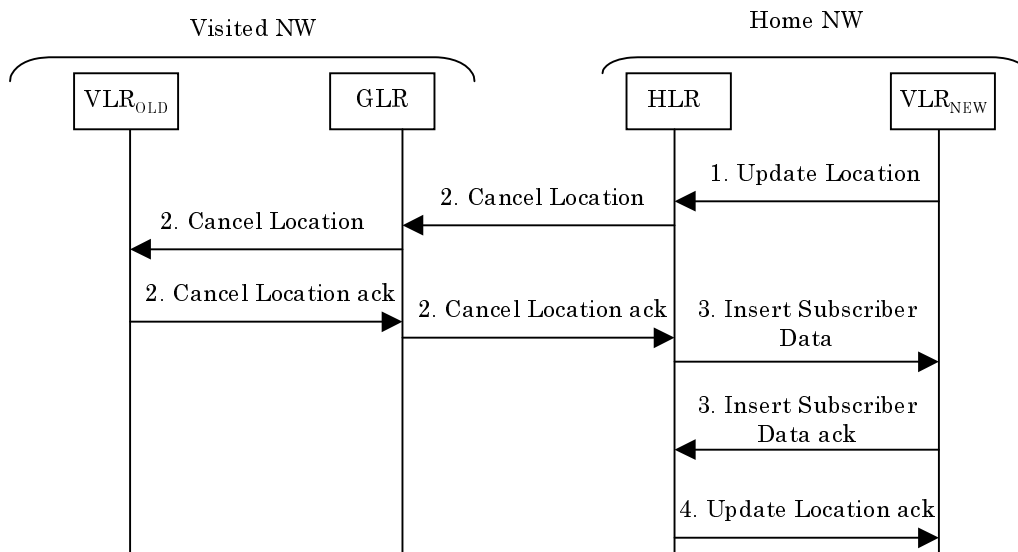 Visited NW
Home NW
VLR_OLD
GLR
HLR
VLR_NEW
1. Update Location
2. Cancel Location
2. Cancel Location
2. Cancel Location ack
2. Cancel Location ack
3. Insert Subscriber
Data
3. Insert Subscriber
Data ack
4. Update Location ack